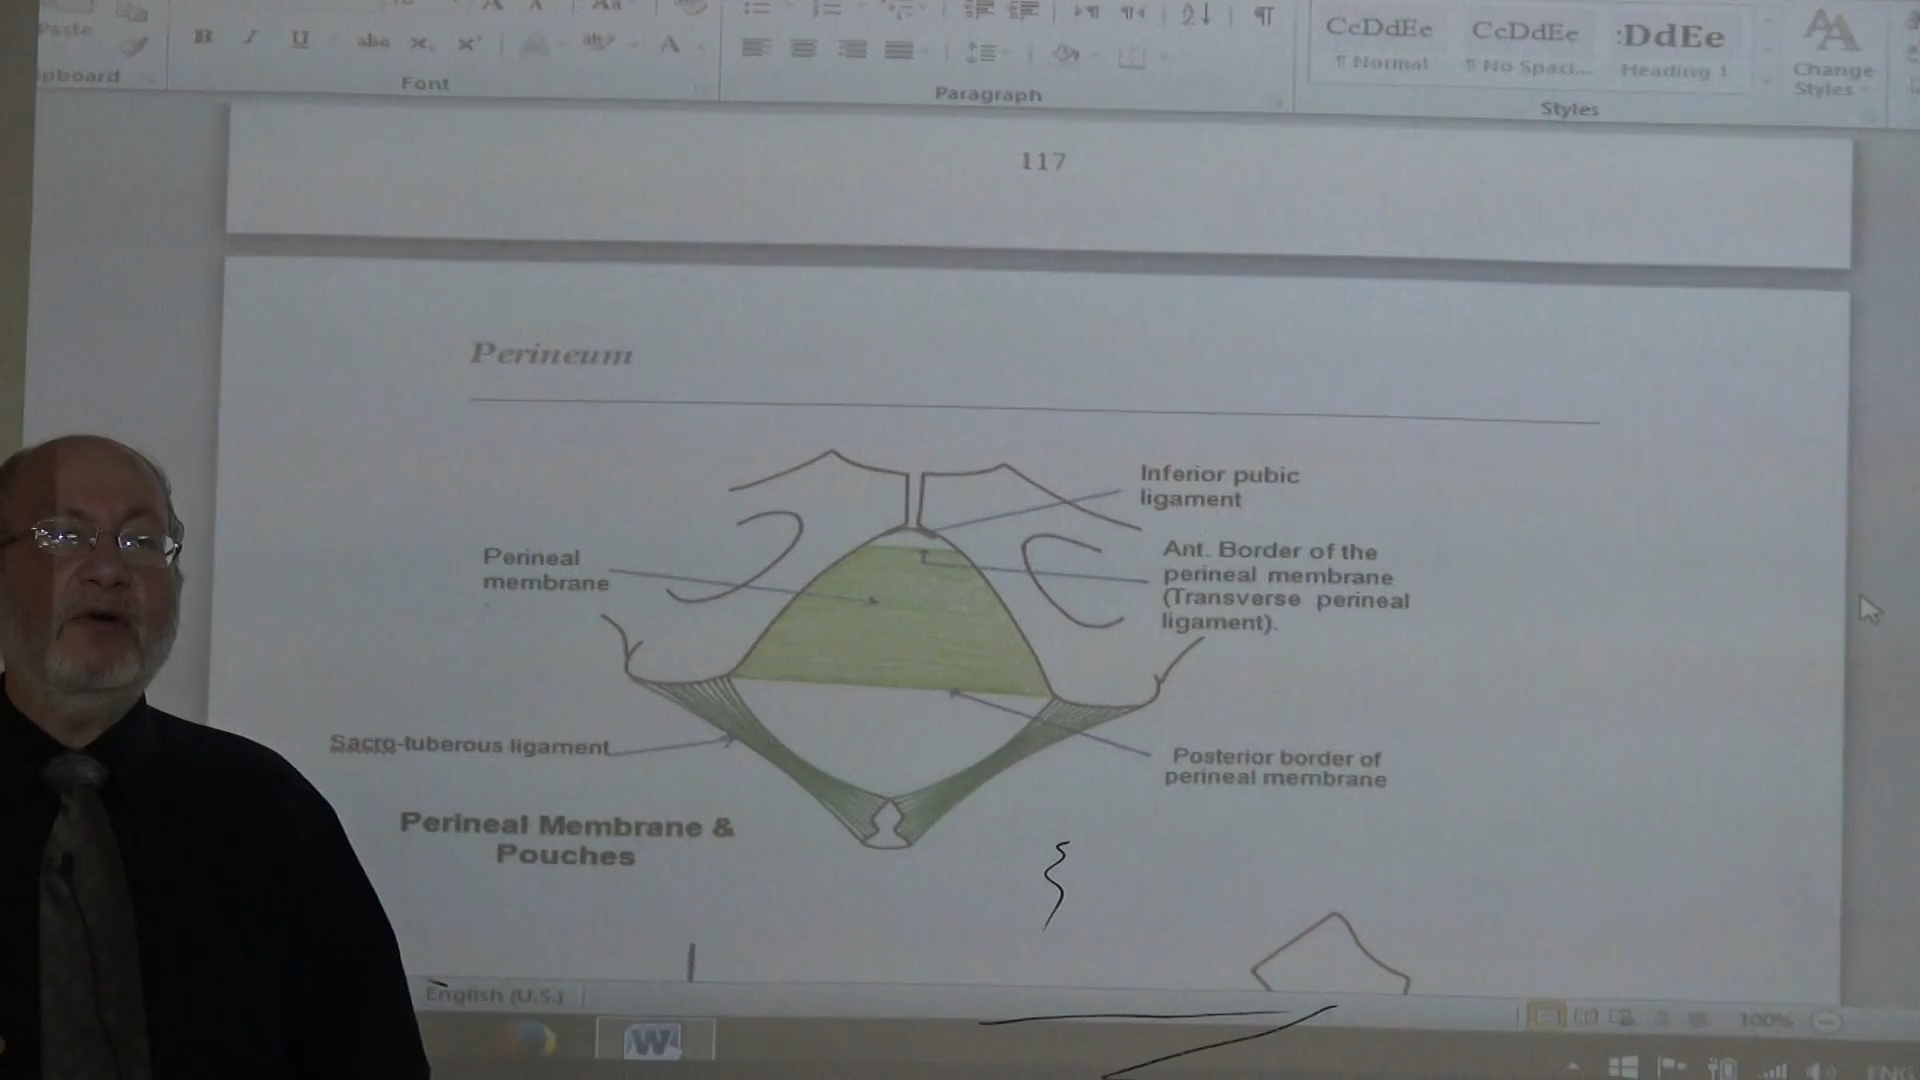 Paste
pboard
B I U abc x, x' A
Font
Paragraph
CcDdEe CcDdEe :DdEe
¶ Normal ¶ No Spaci... Heading 1
Change
Styles
Styles
117
Perineum
Inferior pubic
ligament
Perineal
membrane
Ant. Border of the
perineal membrane
(Transverse perineal
ligament).
Sacro-tuberous ligament
Posterior border of
perineal membrane
Perineal Membrane &
Pouches
English (U.S.)
100%
W
ENG